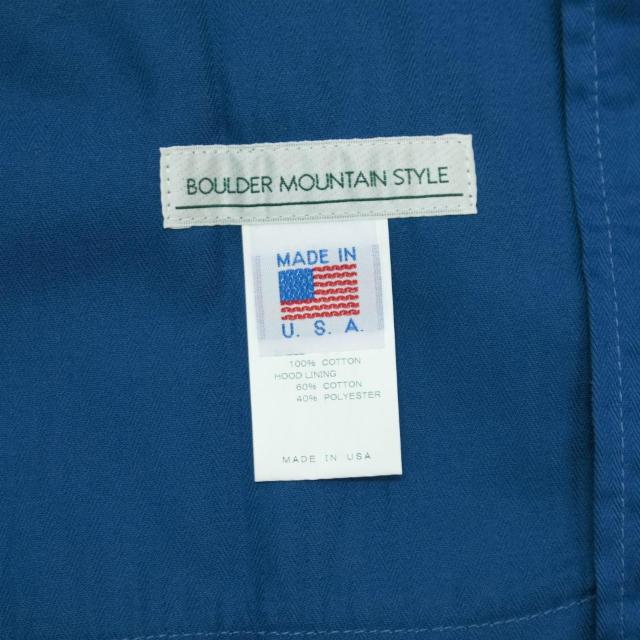 BOULDER MOUNTAIN STYLE
MADE IN
U. S. A.
100% COTTON
HOOD LINING
60% COTTON
40% POLYESTER
MADE IN USA